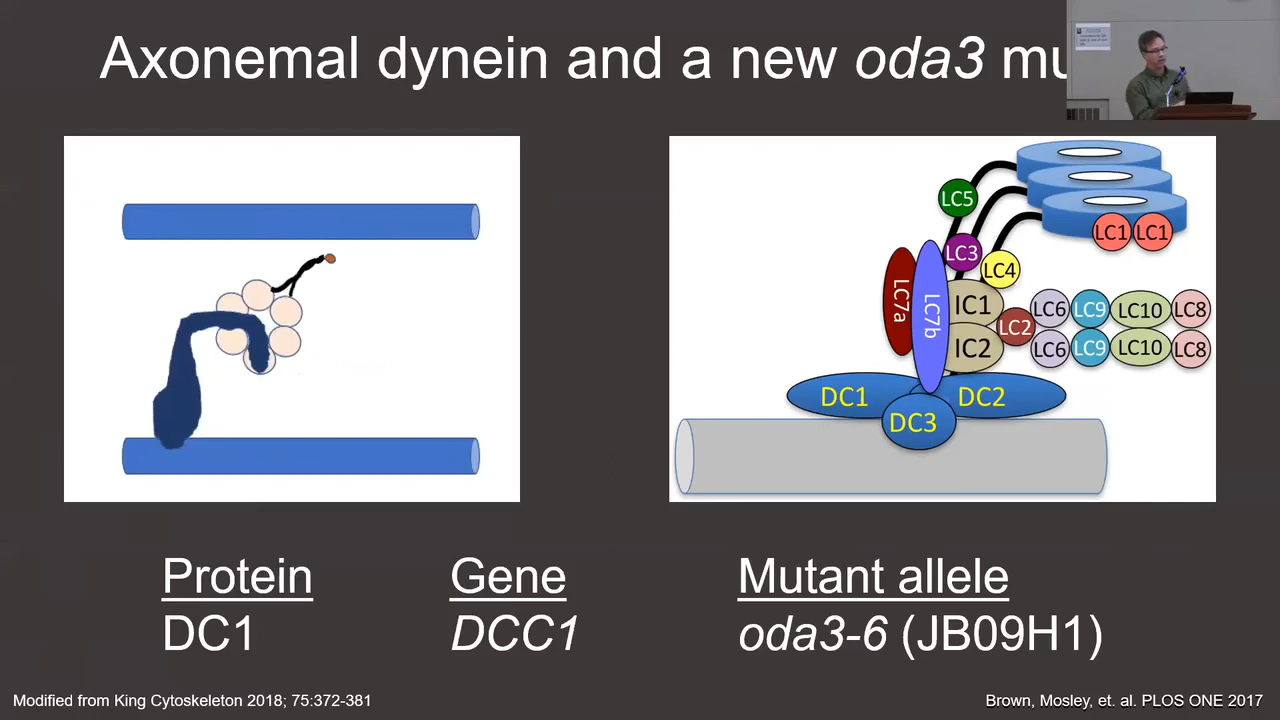 Axonemal dynein and a new oda3 mu
LC5
LC1 LC1
LC3
LC4
LC7a
LC7b
IC1
LC6 LC9 LC10 LC8
LC2
IC2
LC6 LC9 LC10 LC8
DC1
DC2
DC3
Protein Gene Mutant allele
DC1 DCC1 oda3-6 (JB09H1)
Modified from King Cytoskeleton 2018; 75:372-381
Brown, Mosley, et. al. PLOS ONE 2017